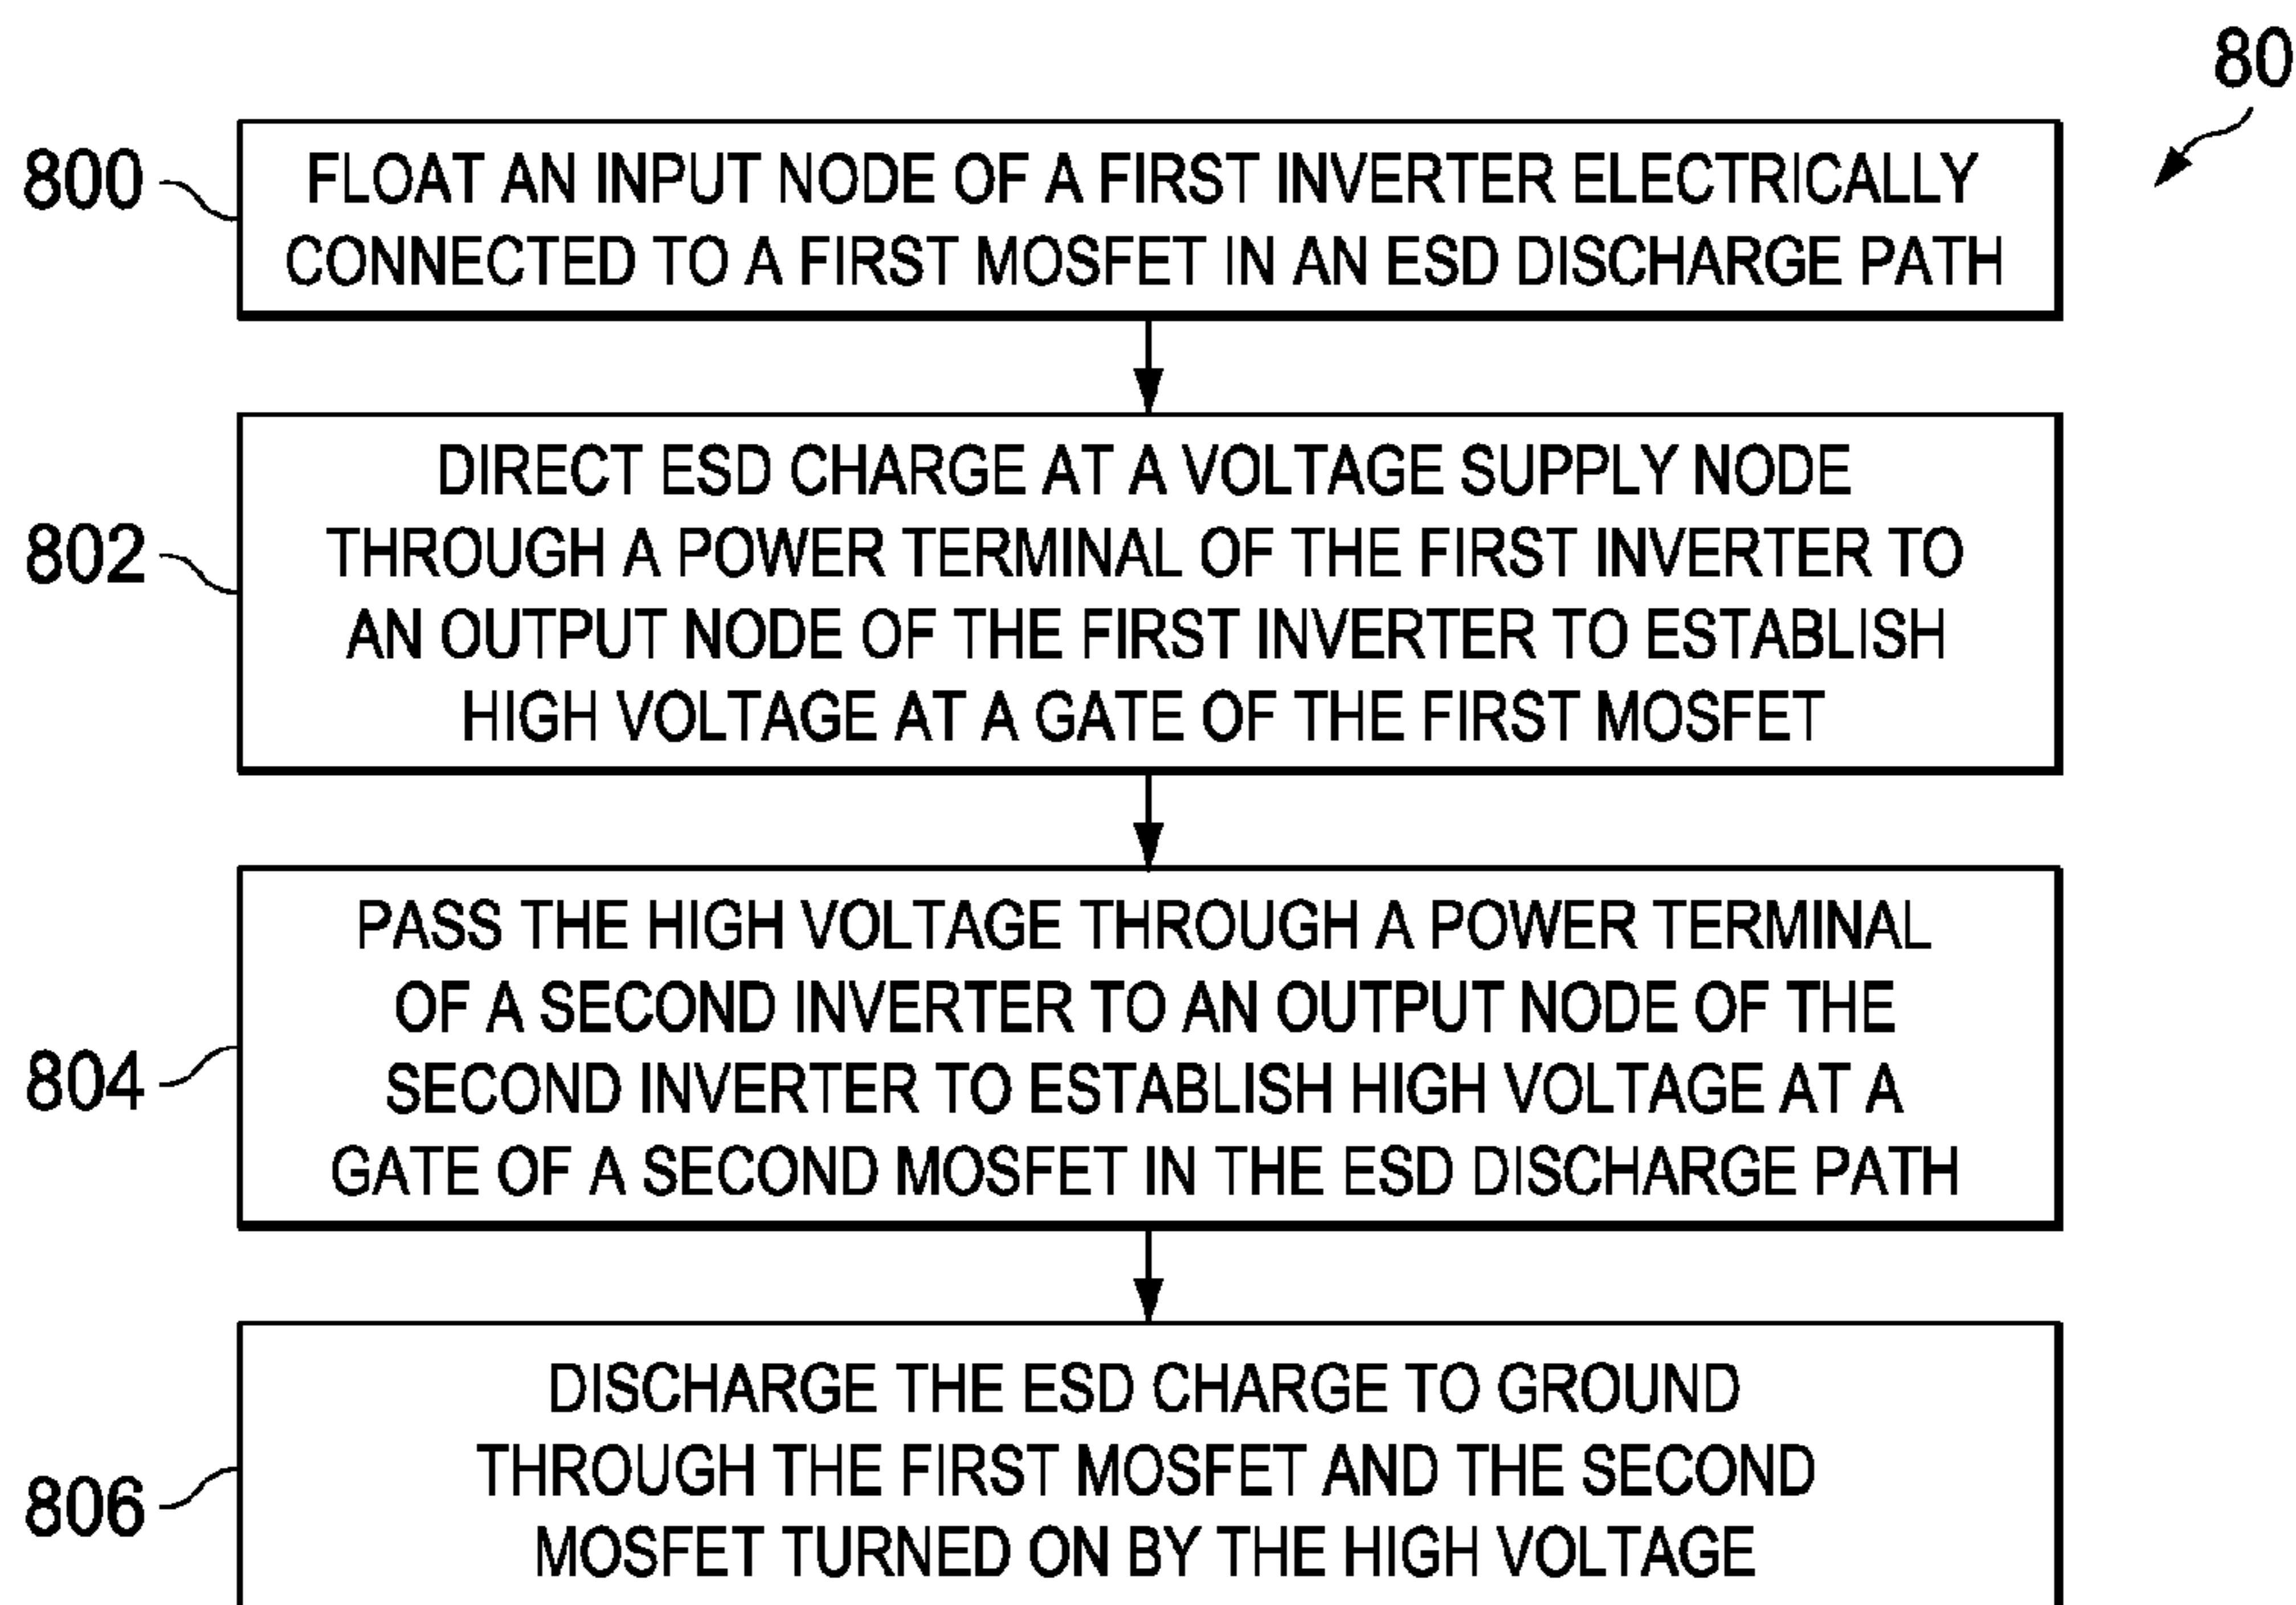 80
800
FLOAT AN INPUT NODE OF A FIRST INVERTER ELECTRICALLY
CONNECTED TO A FIRST MOSFET IN AN ESD DISCHARGE PATH
802
DIRECT ESD CHARGE AT A VOLTAGE SUPPLY NODE
THROUGH A POWER TERMINAL OF THE FIRST INVERTER TO
AN OUTPUT NODE OF THE FIRST INVERTER TO ESTABLISH
HIGH VOLTAGE AT A GATE OF THE FIRST MOSFET
804
PASS THE HIGH VOLTAGE THROUGH A POWER TERMINAL
OF A SECOND INVERTER TO AN OUTPUT NODE OF THE
SECOND INVERTER TO ESTABLISH HIGH VOLTAGE AT A
GATE OF A SECOND MOSFET IN THE ESD DISCHARGE PATH
806
DISCHARGE THE ESD CHARGE TO GROUND
THROUGH THE FIRST MOSFET AND THE SECOND
MOSFET TURNED ON BY THE HIGH VOLTAGE